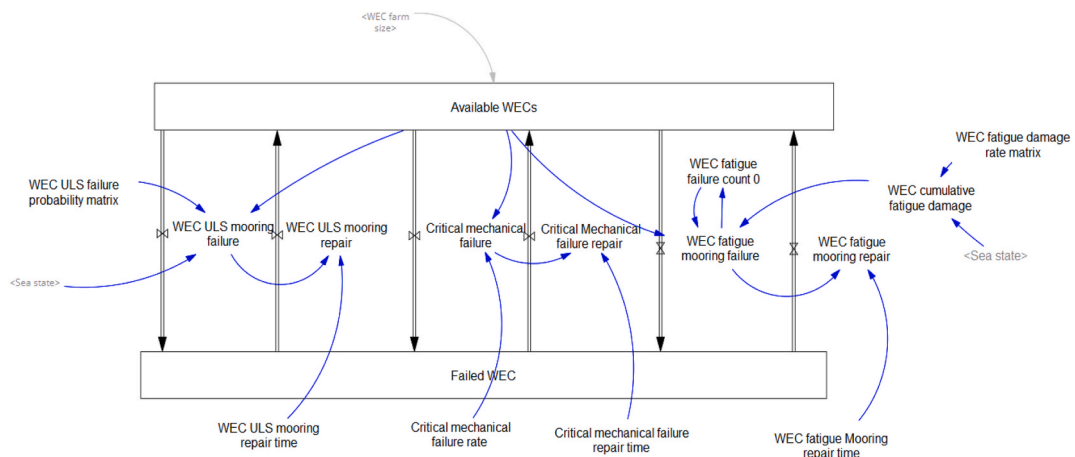 <WEC farm
size>
Available WECs
WEC fatigue damage
rate matrix
WEC fatigue
failure count 0
WEC ULS failure
probability matrix
WEC cumulative
fatigue damage
WEC ULS mooring
failure
WEC ULS mooring
repair
Critical mechanical
failure
Critical Mechanical
failure repair
WEC fatigue
mooring failure
WEC fatigue
mooring repair
<Sea state>
<Sea state>
Failed WEC
WEC ULS mooring
repair time
Critical mechanical
failure rate
Critical mechanical failure
repair time
WEC fatigue Mooring
repair time